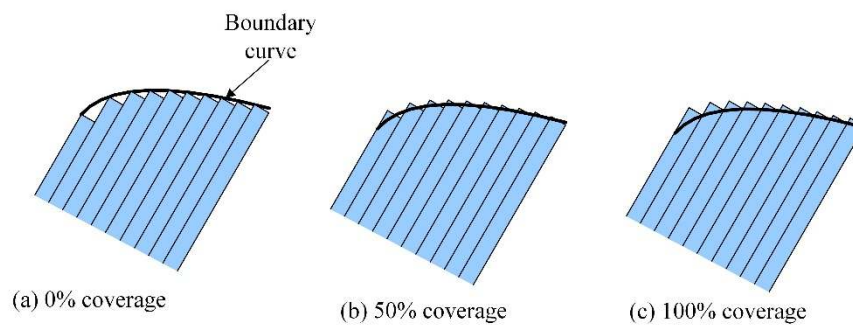 Boundary
curve
(a) 0% coverage
(b) 50% coverage
(c) 100% coverage